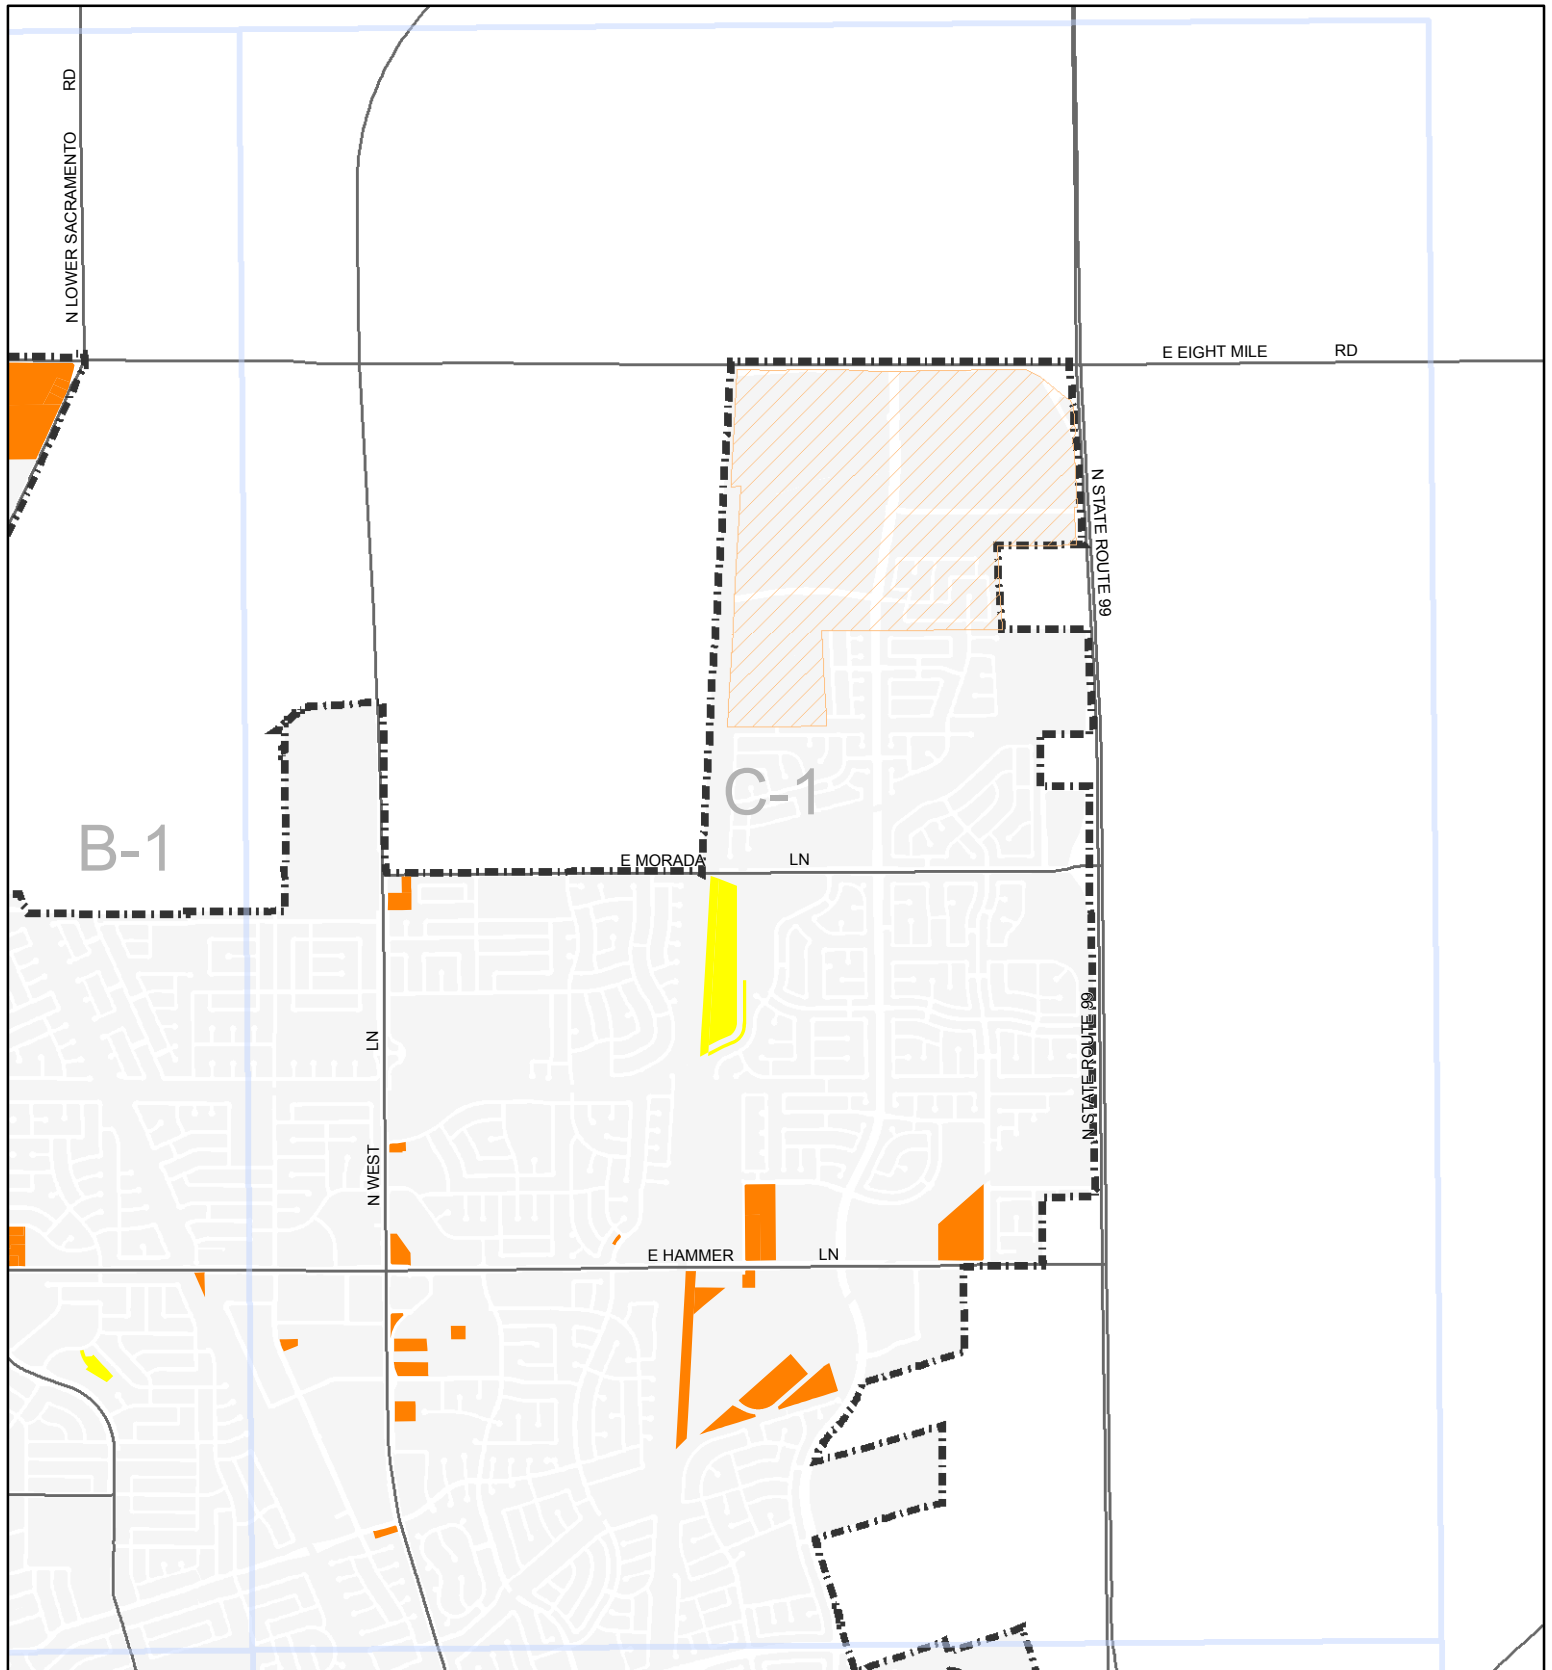 N LOWER SACRAMENTO RD
E EIGHT MILE RD
N STATE ROUTE 99
C-1
B-1
E MORADA LN
N STATE ROUTE 99
N WEST LN
E HAMMER LN